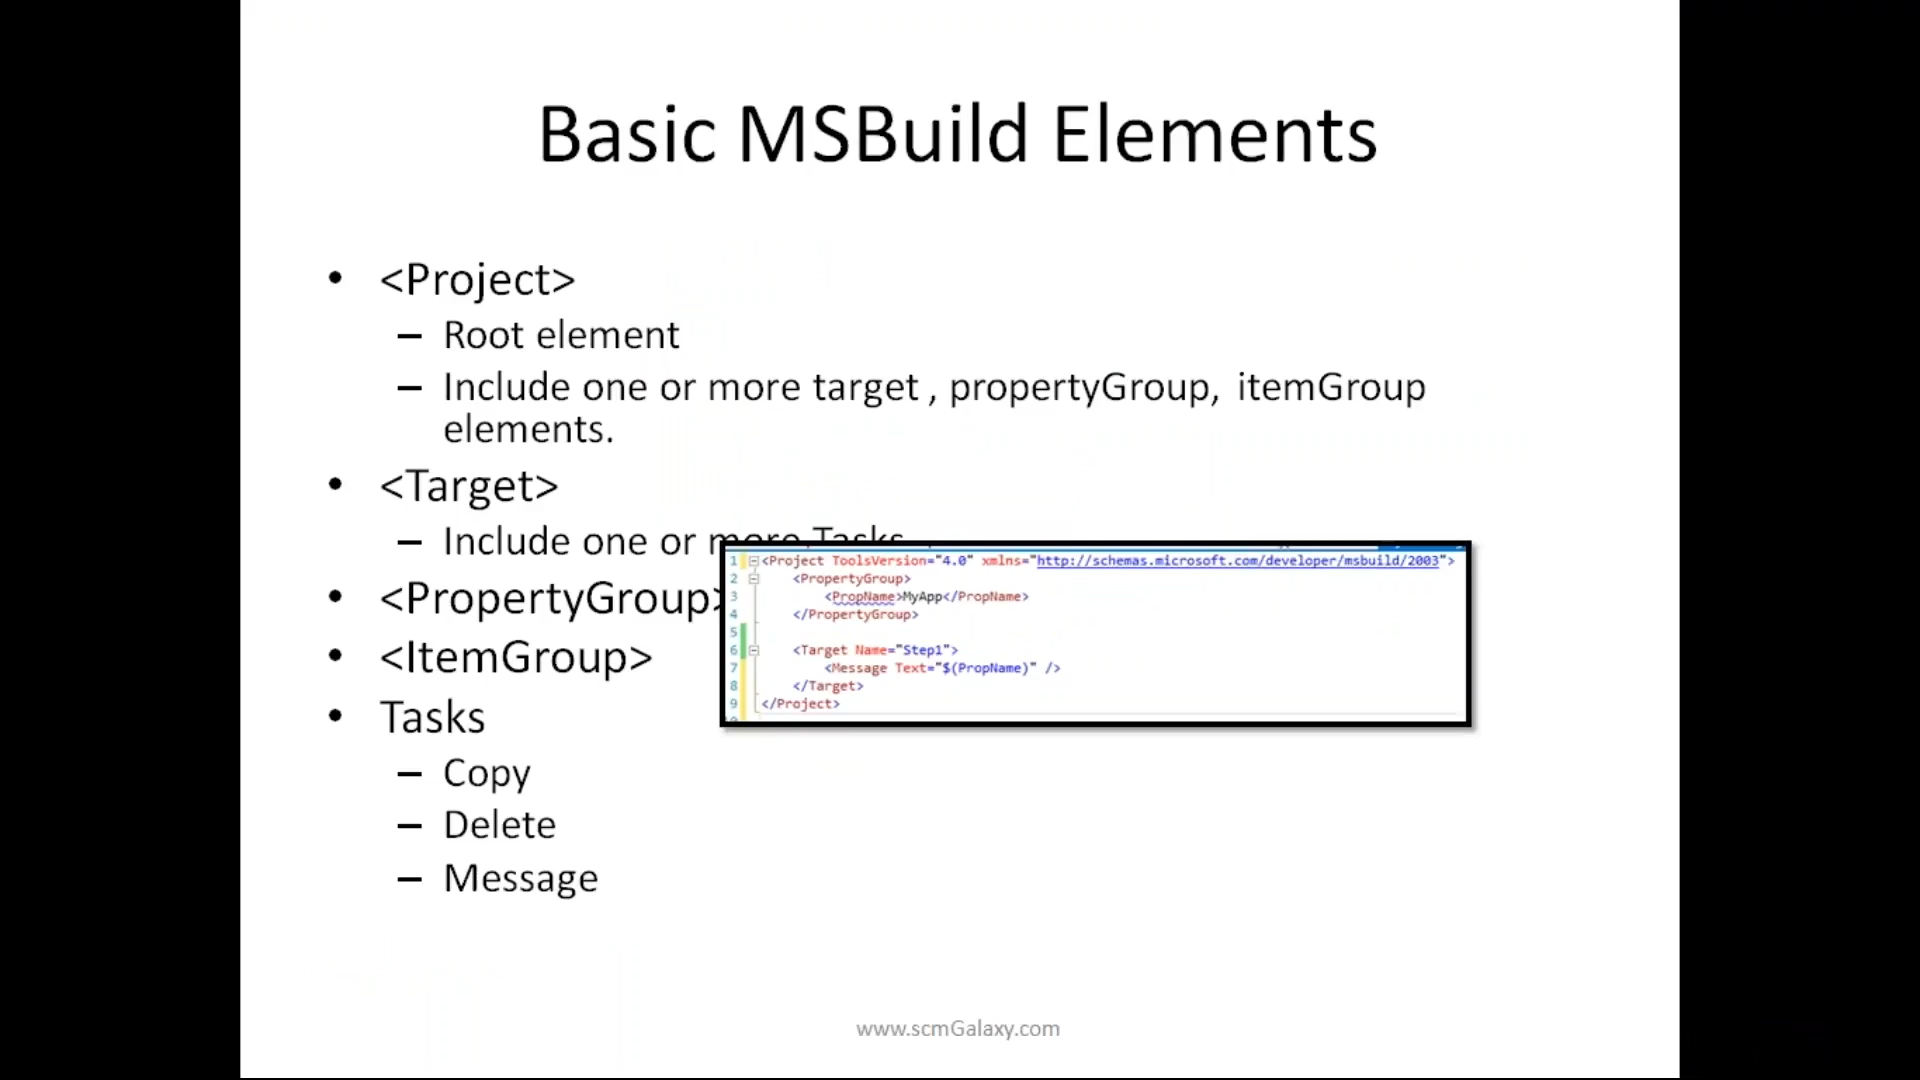 Basic MSBuild Elements
• <Project>
– Root element
– Include one or more target , propertyGroup, itemGroup
elements.
• <Target>
– Include one or more Tasks
• <PropertyGroup>
• <ItemGroup>
• Tasks
– Copy
– Delete
– Message
1 <Project ToolsVersion="4.0" xmlns="http://schemas.microsoft.com/developer/msbuild/2003">
2 <PropertyGroup>
3 <PropName>MyApp</PropName>
4 </PropertyGroup>
5
6 <Target Name="Step1">
7 <Message Text="$(PropName)" />
8 </Target>
9 </Project>
www.scmGalaxy.com